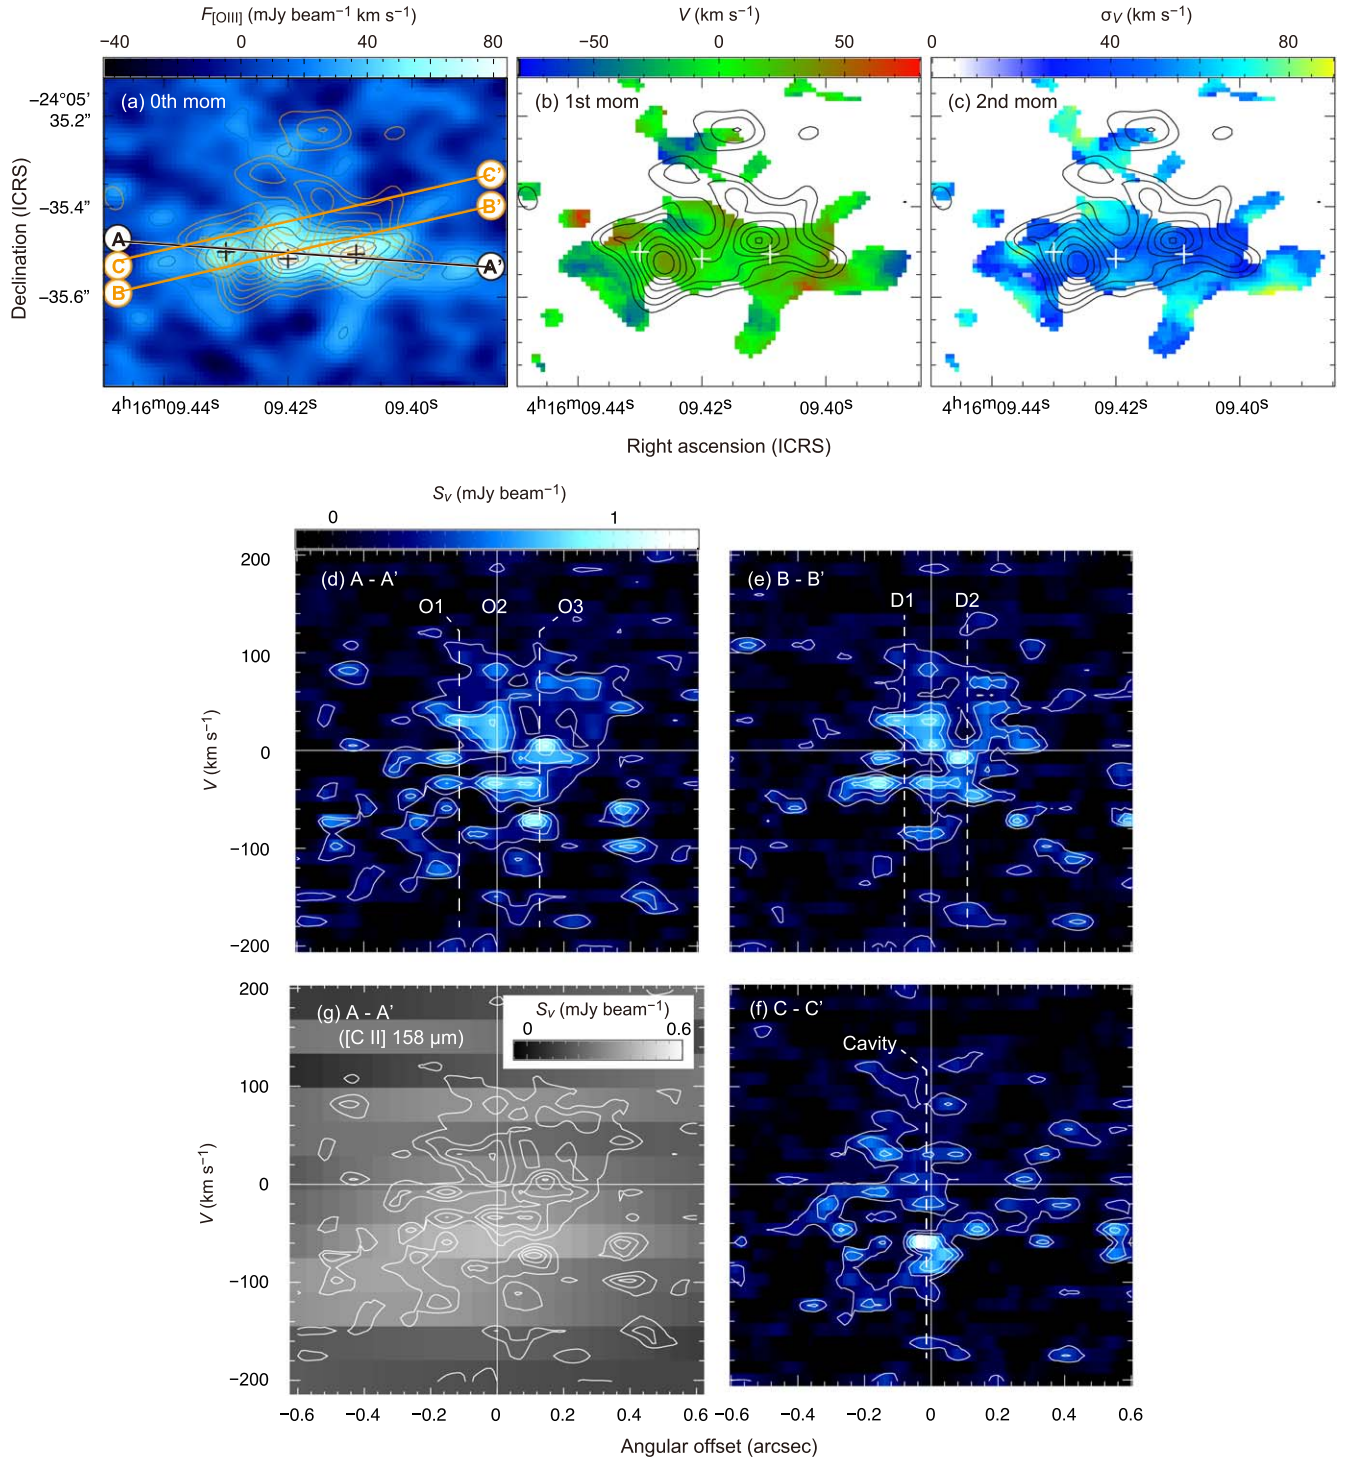 F[OIII] (mJy beam−1 km s−1)
−40 0 40 80
V (km s−1)
−50 0 50
σV (km s−1)
0 40 80
(a) 0th mom
(b) 1st mom
(c) 2nd mom
−24°05’
35.2”
−35.4”
−35.6”
Declination (ICRS)
A
C
B
C’
B’
A’
4h16m09.44s 09.42s 09.40s
4h16m09.44s 09.42s 09.40s
4h16m09.44s 09.42s 09.40s
Right ascension (ICRS)
Sν (mJy beam−1)
0 1
(d) A - A’
O1 O2 O3
(e) B - B’
D1 D2
200
100
0
−100
−200
V (km s−1)
(g) A - A’
([C II] 158 μm)
Sν (mJy beam−1)
0 0.6
(f) C - C’
Cavity
200
100
0
−100
−200
V (km s−1)
−0.6 −0.4 −0.2 0 0.2 0.4 0.6
−0.6 −0.4 −0.2 0 0.2 0.4 0.6
Angular offset (arcsec)